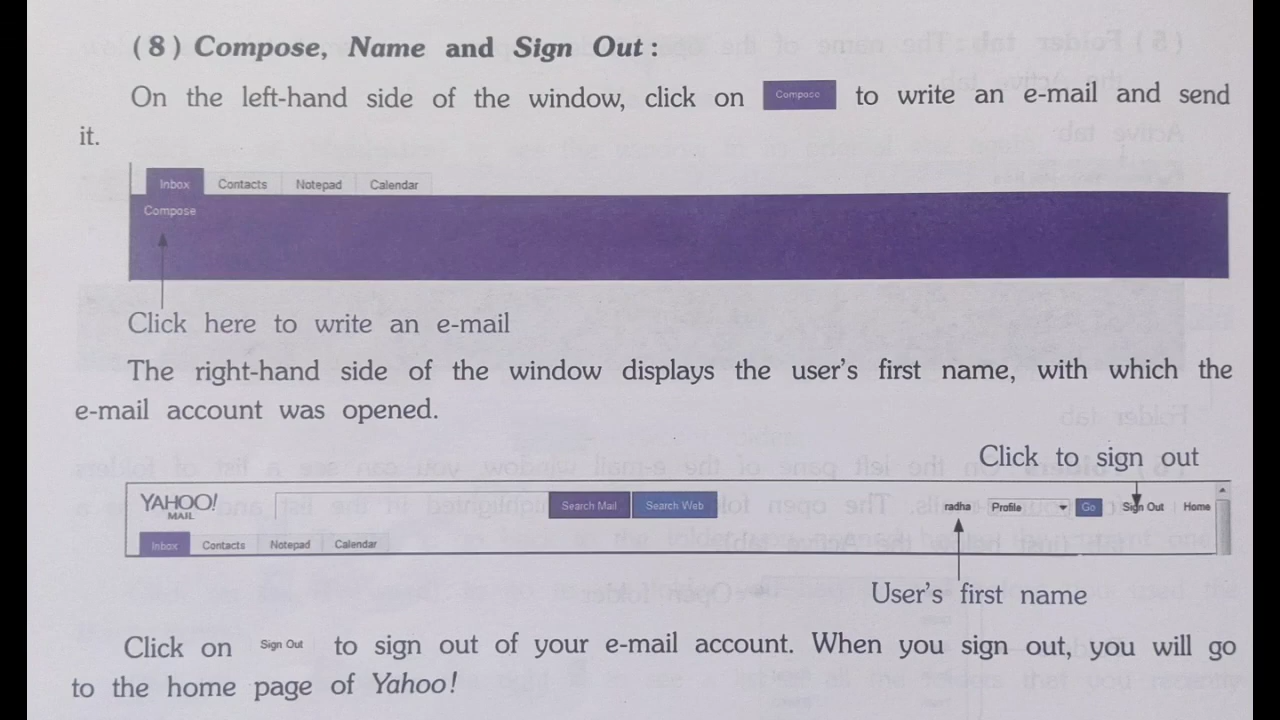 (8) Compose, Name and Sign Out :
On the left-hand side of the window, click on Compose to write an e-mail and send
it.
Inbox Contacts Notepad Calendar
Compose
Click here to write an e-mail
The right-hand side of the window displays the user's first name, with which the
e-mail account was opened.
Click to sign out
YAHOO! Search Mail Search Web radha Profile Go Sign Out Home
MAIL
Inbox Contacts Notepad Calendar
User's first name
Click on Sign Out to sign out of your e-mail account. When you sign out, you will go
to the home page of Yahoo!